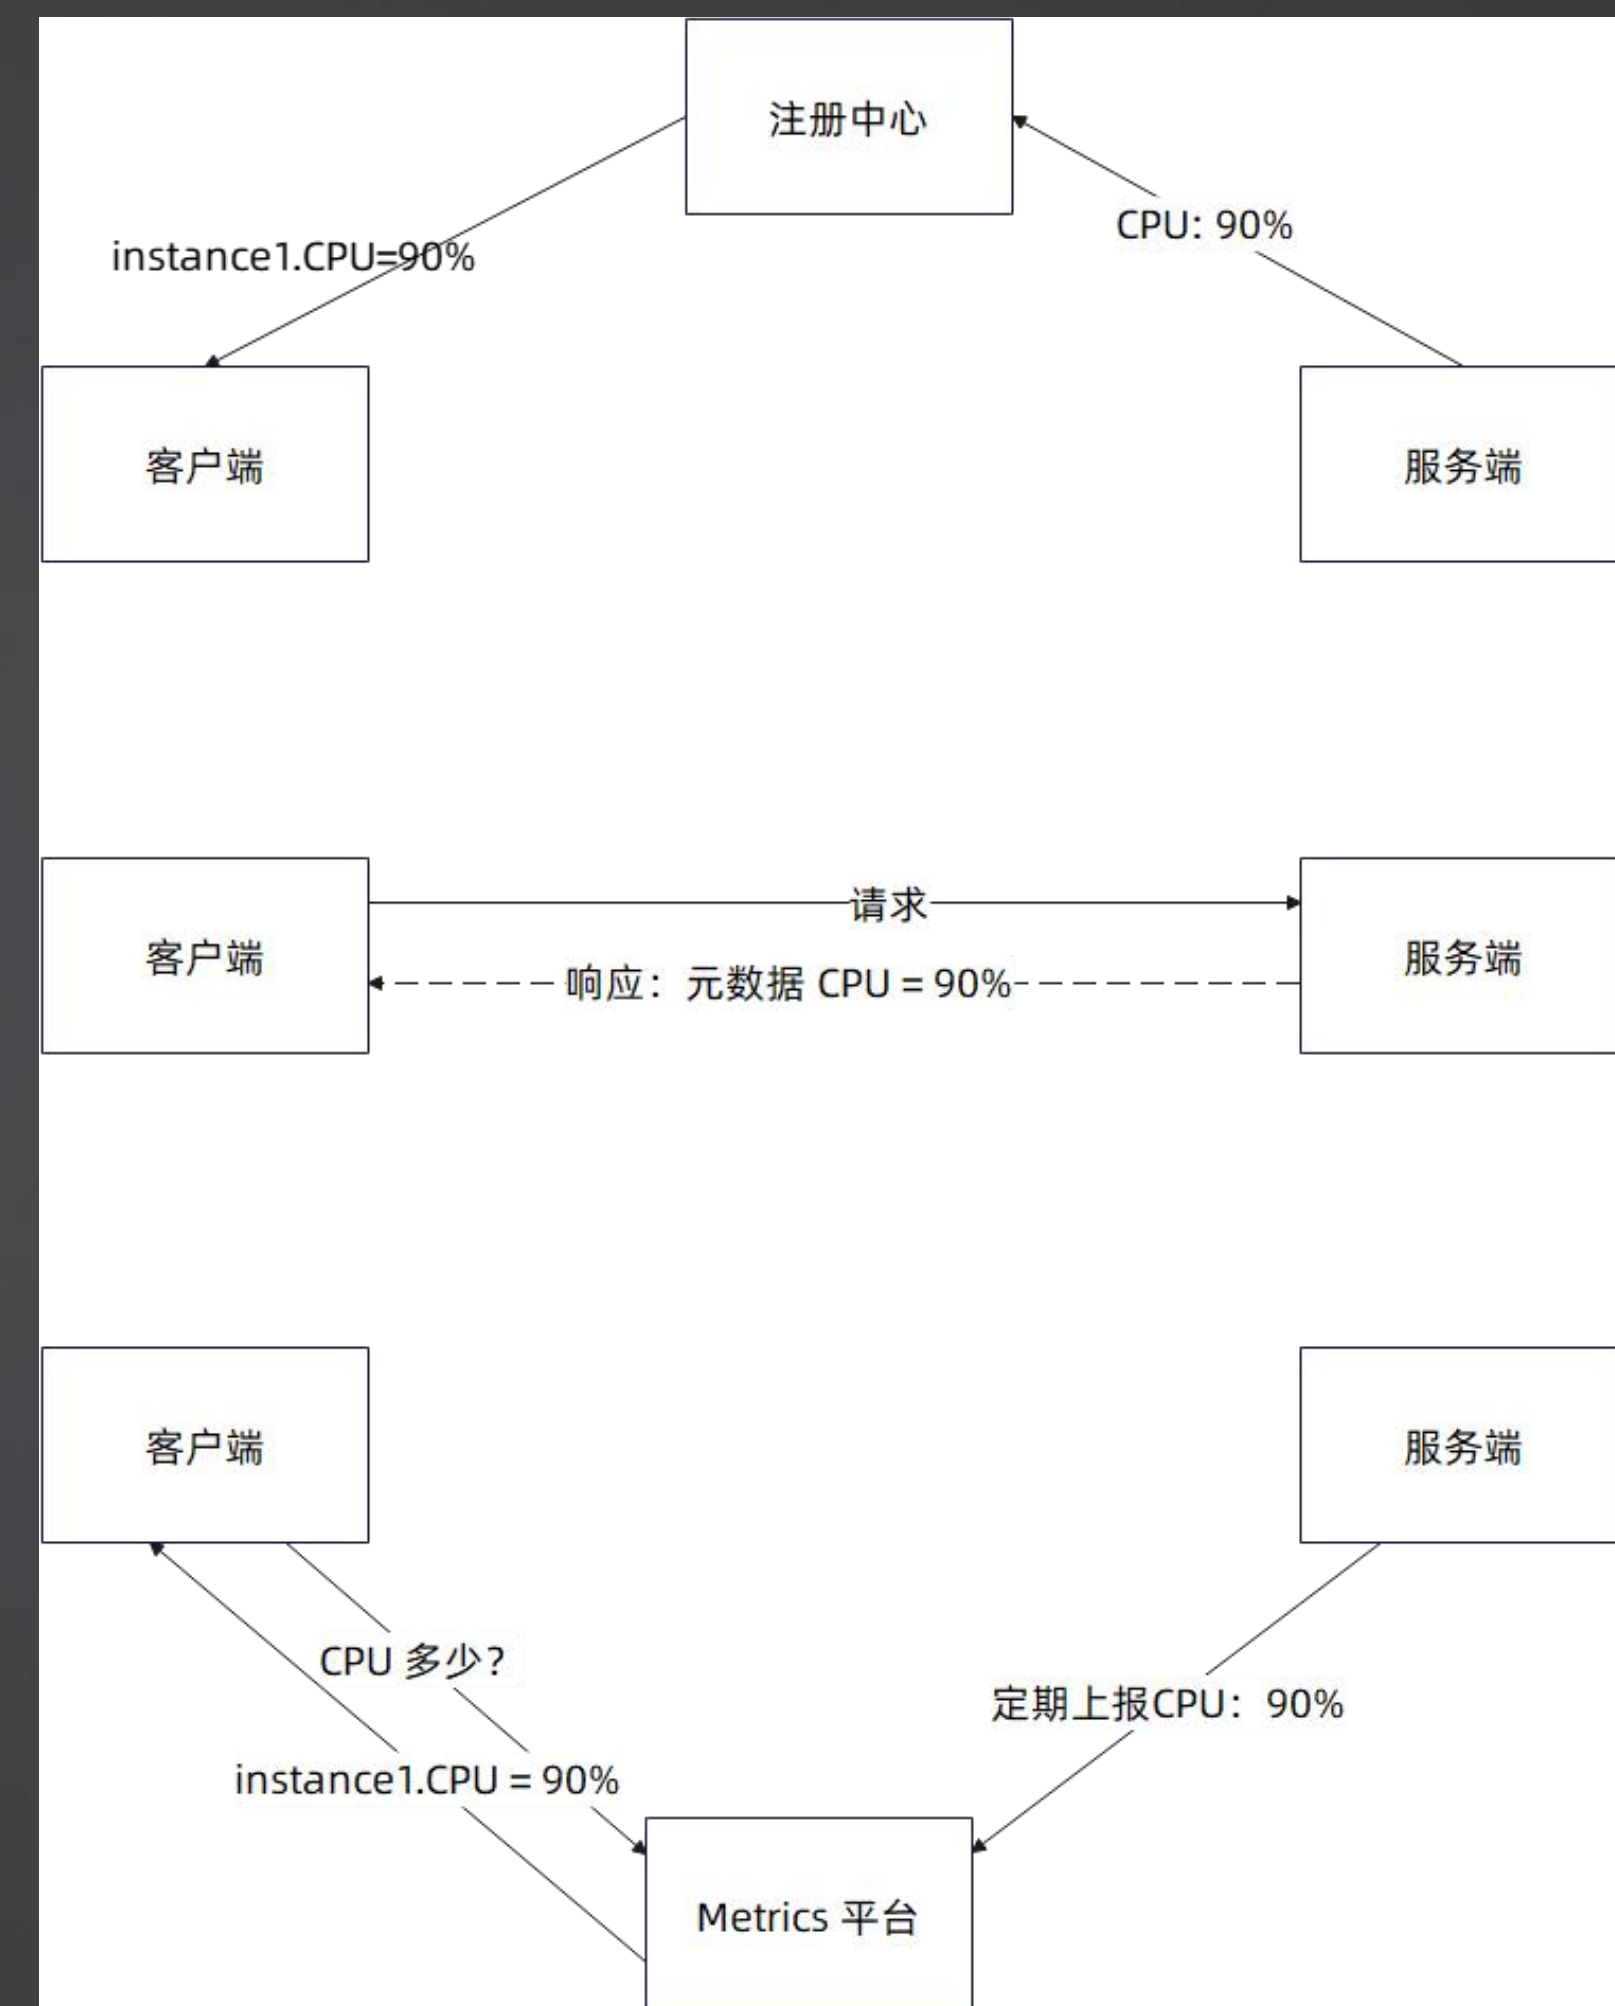 注册中心
CPU: 90%
instance1.CPU=90%
客户端
服务端
请求
客户端
服务端
响应：元数据 CPU = 90%
客户端
服务端
CPU 多少？
定期上报CPU：90%
instance1.CPU = 90%
Metrics 平台